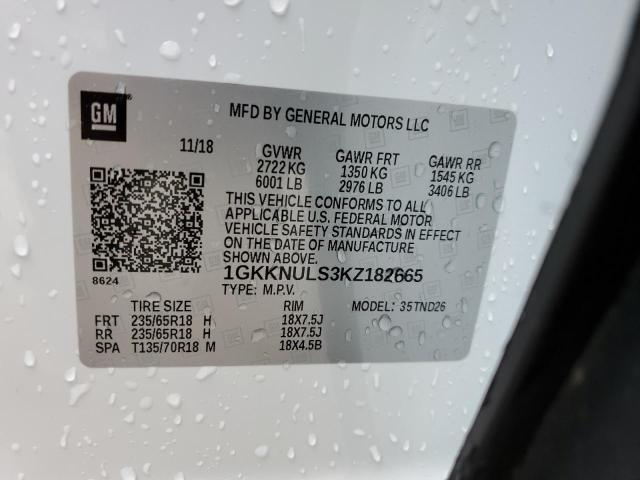 GM
MFD BY GENERAL MOTORS LLC
11/18 GVWR GAWR FRT GAWR RR
2722 KG 1350 KG 1545 KG
6001 LB 2976 LB 3406 LB
THIS VEHICLE CONFORMS TO ALL
APPLICABLE U.S. FEDERAL MOTOR
VEHICLE SAFETY STANDARDS IN EFFECT
ON THE DATE OF MANUFACTURE
SHOWN ABOVE.
8624 1GKKNULS3KZ182665
TYPE: M.P.V.
TIRE SIZE RIM MODEL: 35TND26
FRT 235/65R18 H 18X7.5J
RR 235/65R18 H 18X7.5J
SPA T135/70R18 M 18X4.5B